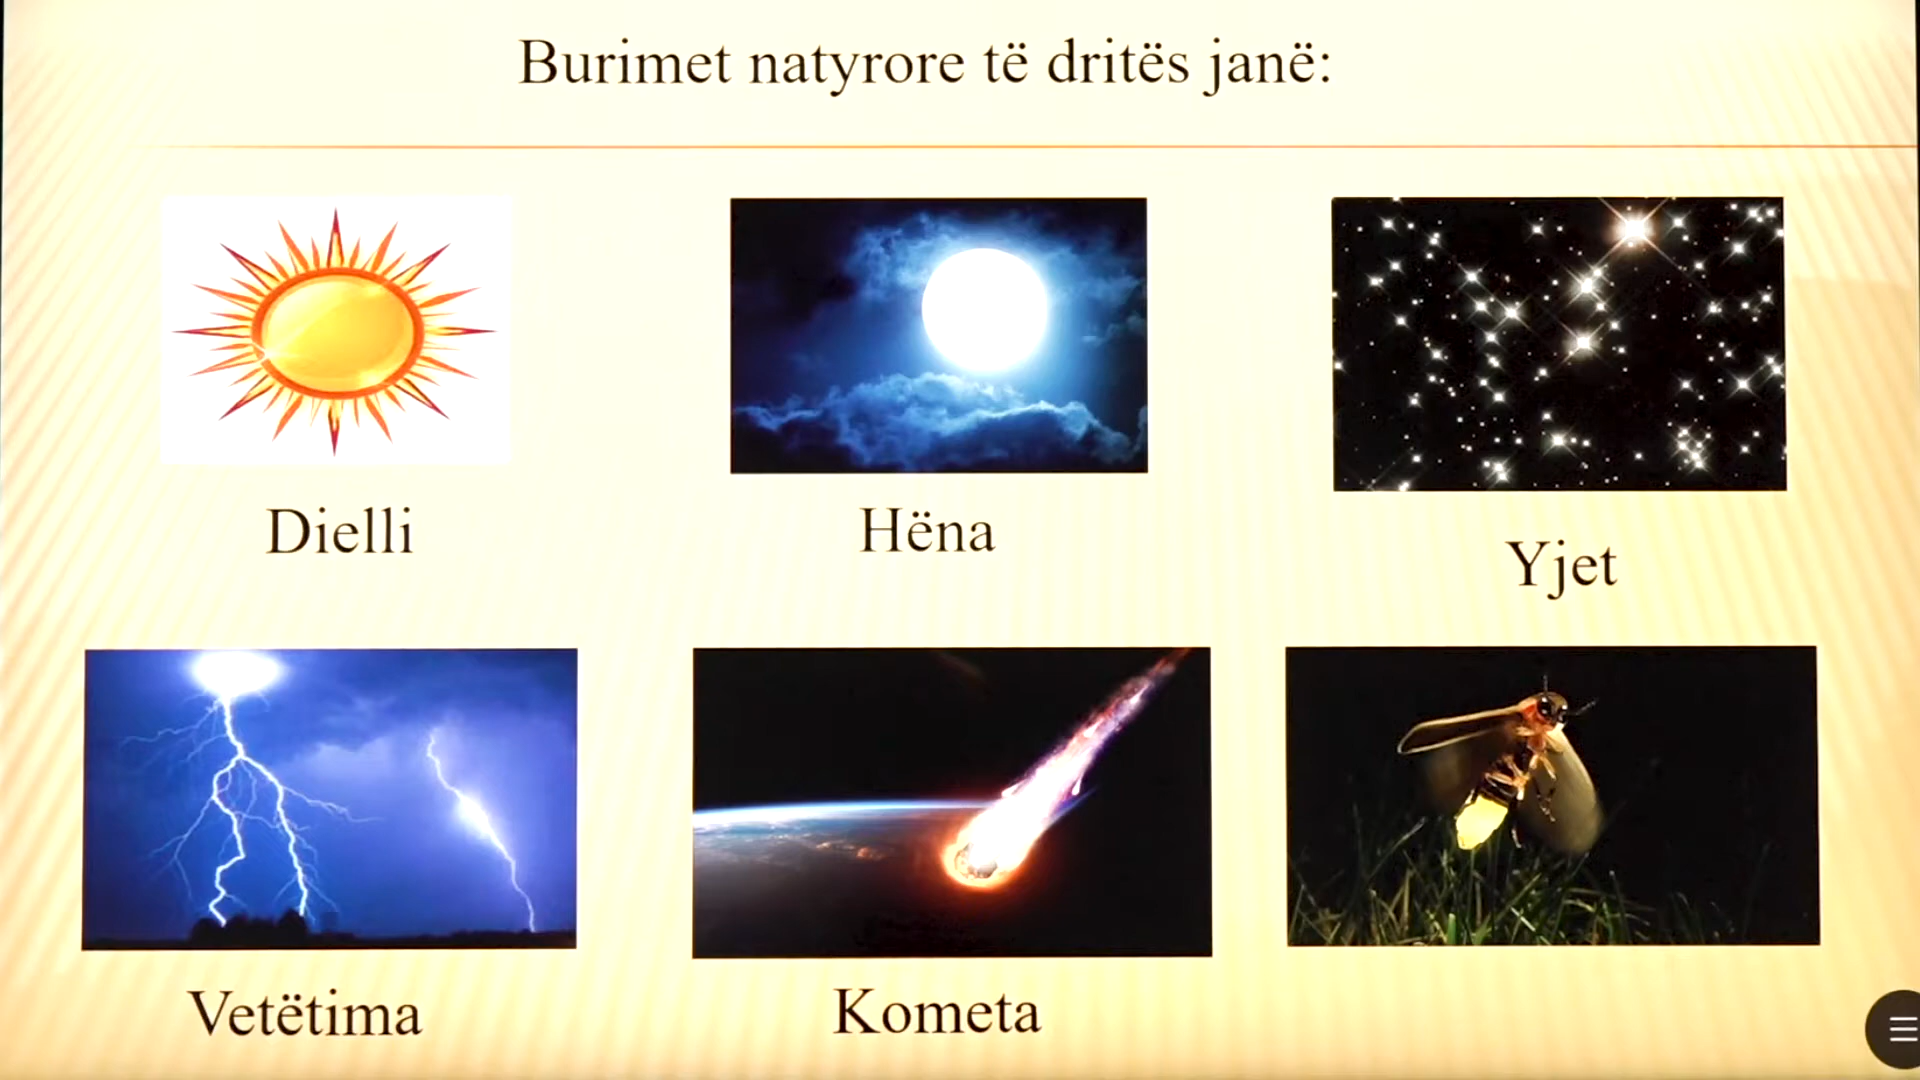 Burimet natyrore të dritës janë:
Dielli
Hëna
Yjet
Vetëtima
Kometa